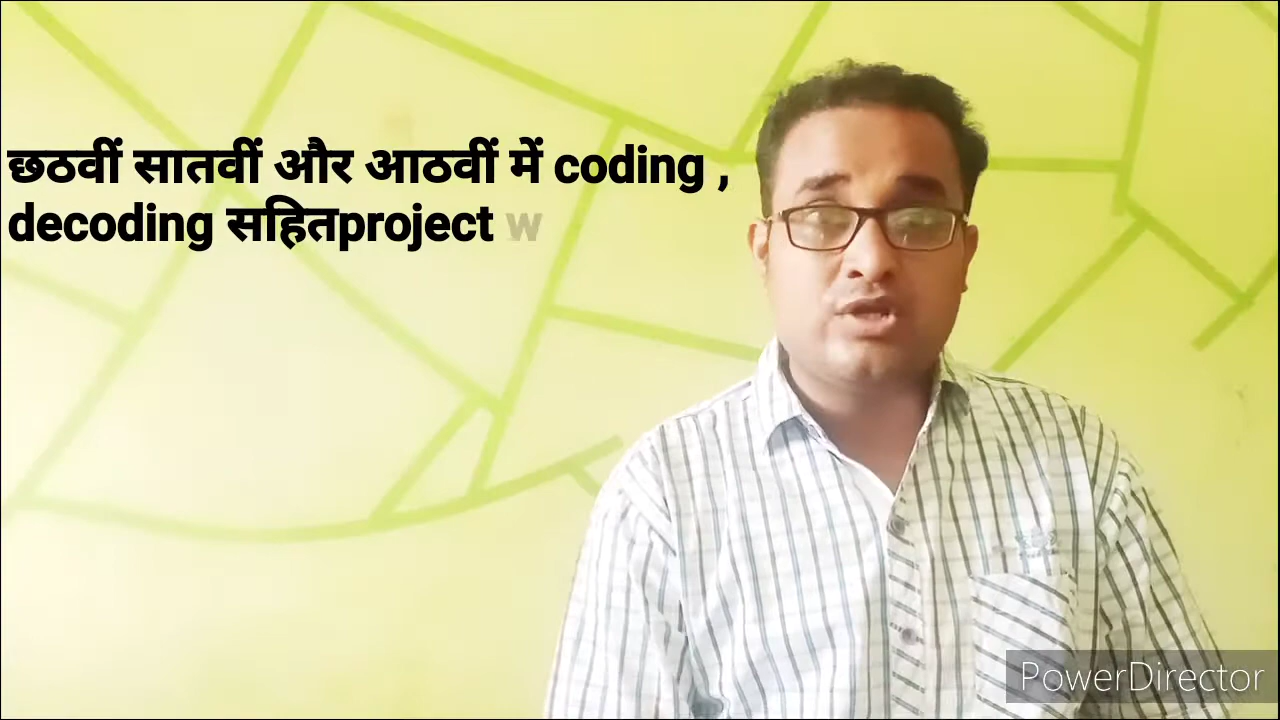 छठवीं सातवीं और आठवीं में coding ,
decoding सहितproject w
PowerDirector